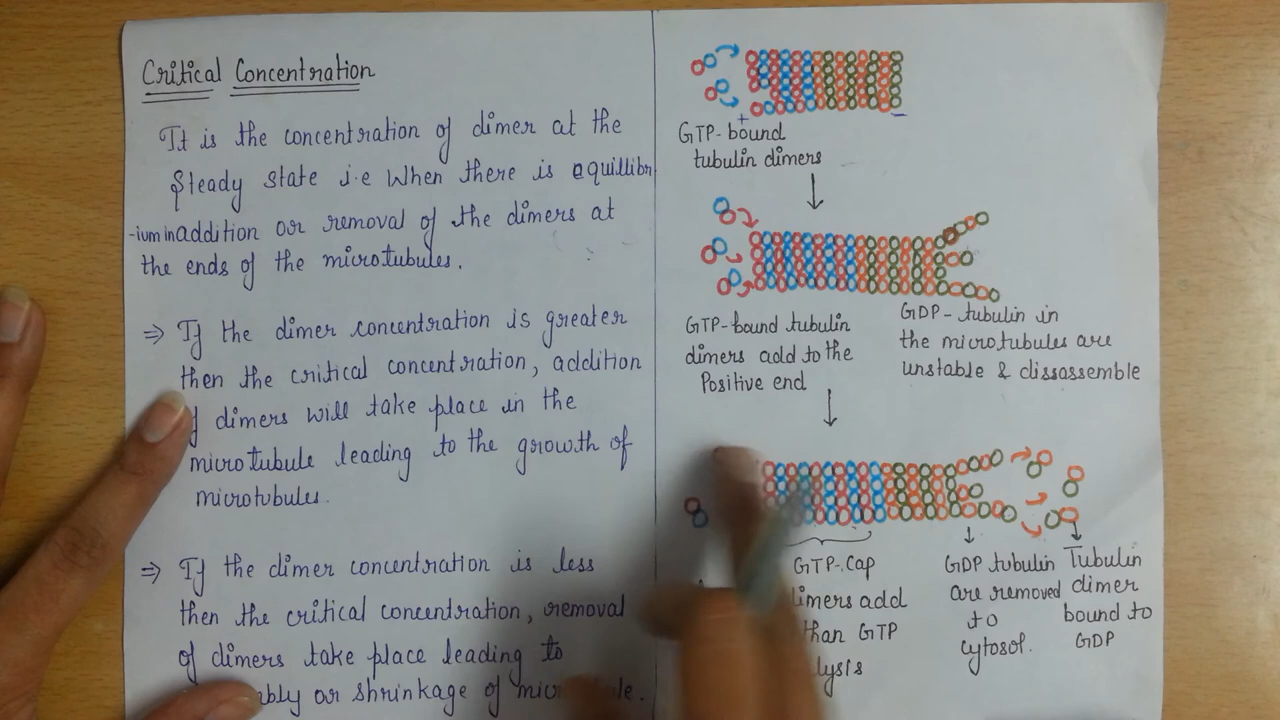 Critical Concentration
It is the concentration of dimer at the
steady state i.e When there is equillibr
-ium in addition or removal of the dimers at
the ends of the microtubules.
⇒ If the dimer concentration is greater
then the critical concentration, addition
dimers will take place in the
microtubule leading to the growth of
microtubules.
⇒ If the dimer concentration is less
then the critical concentration, removal
of dimers take place leading to
or shrinkage of
+
−
GTP-bound
tubulin dimers
GTP-bound tubulin
dimers add to the
Positive end
GDP-tubulin in
the microtubules are
unstable & dissassemble
GTP-Cap
dimers add
than GTP
GDP tubulin
are removed
to
cytosol.
Tubulin
dimer
bound to
GDP